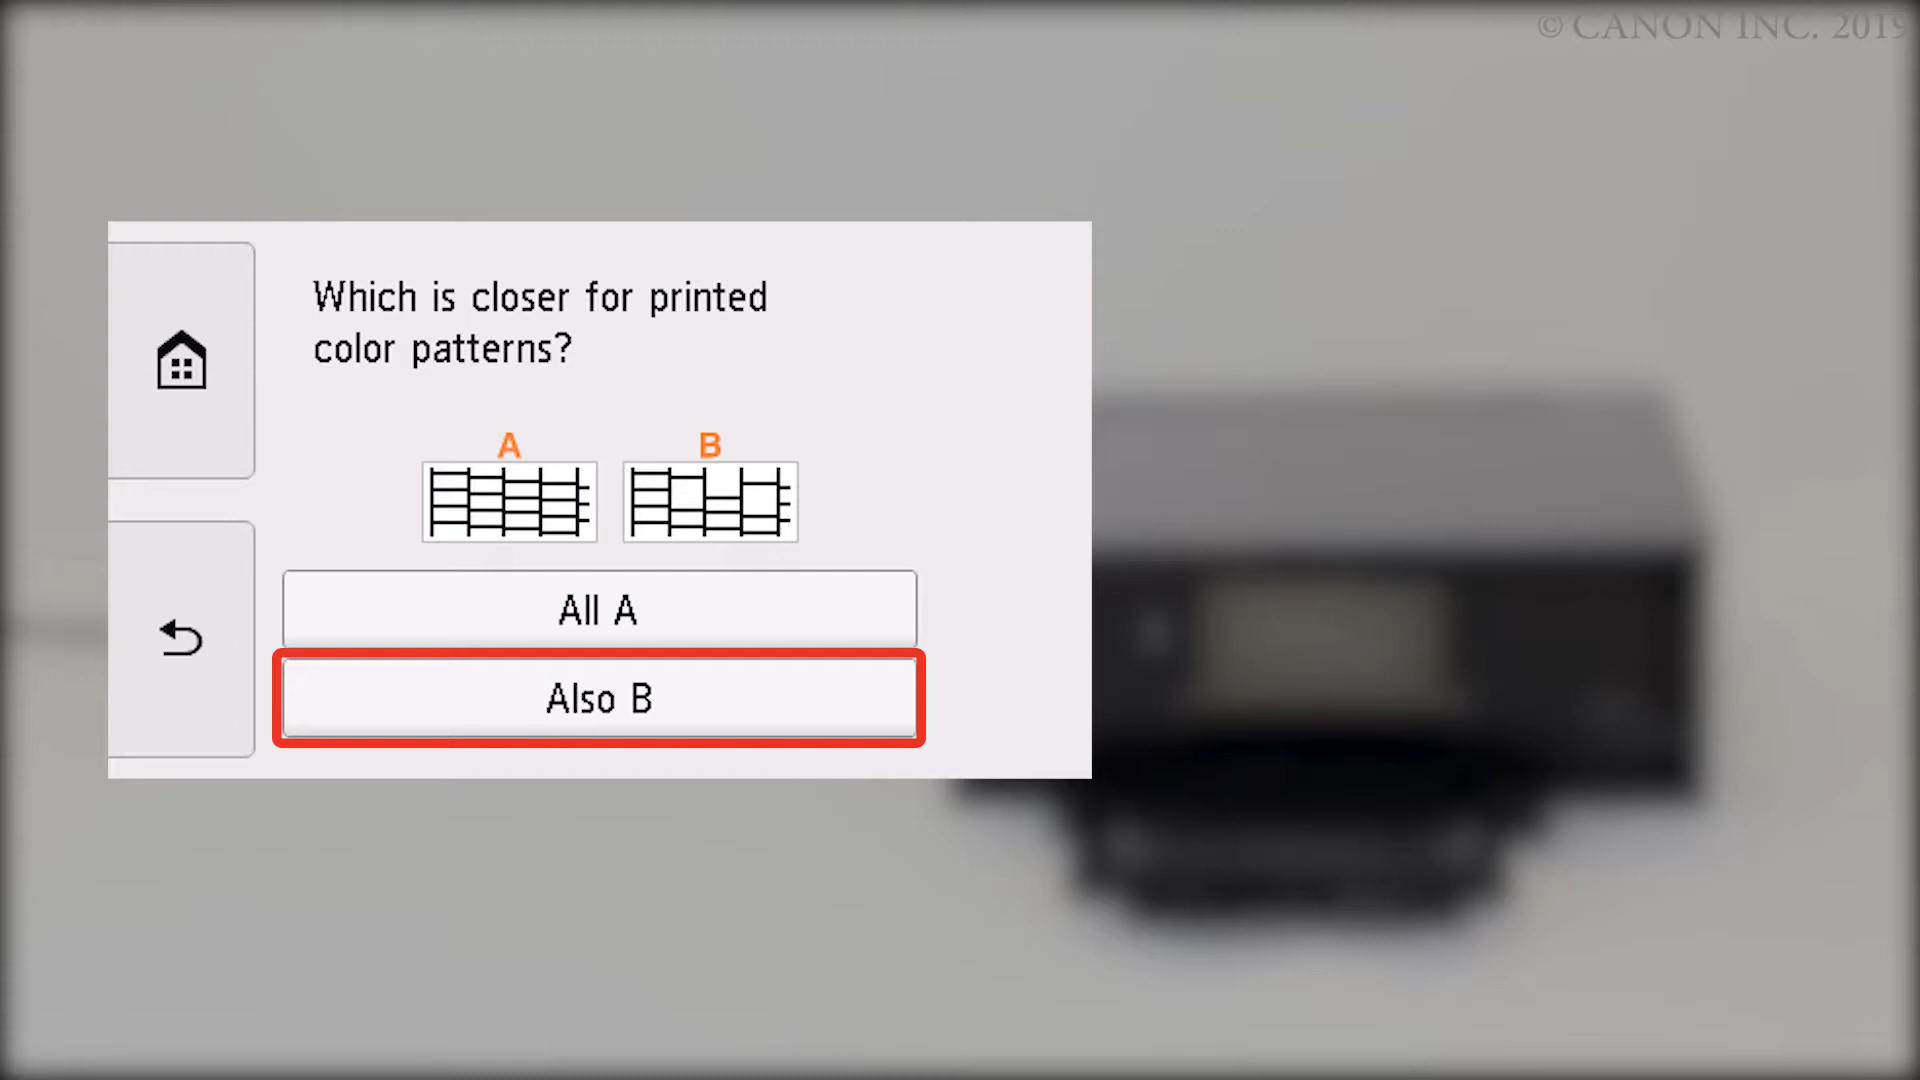 © CANON INC. 2019
Which is closer for printed
color patterns?
A B
All A
Also B